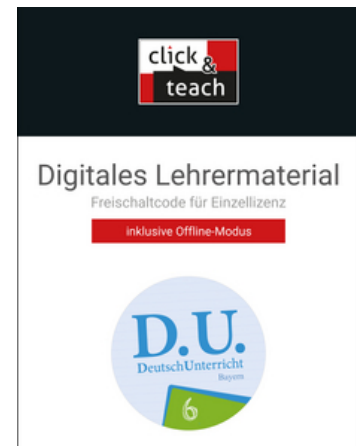 click &
teach
Digitales Lehrermaterial
Freischaltcode für Einzellizenz
inklusive Offline-Modus
D.U.
DeutschUnterricht
Bayern
6